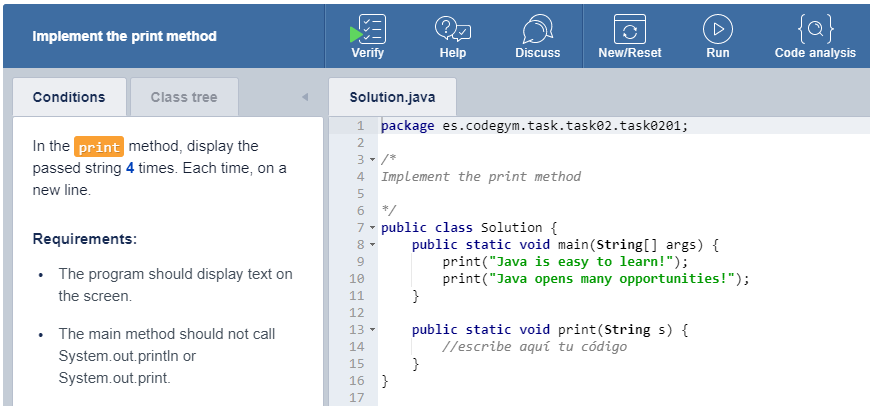 Implement the print method
Verify
Help
Discuss
New/Reset
Run
Code analysis
Conditions
Class tree
In the print method, display the
passed string 4 times. Each time, on a
new line.
Requirements:
• The program should display text on
the screen.
• The main method should not call
System.out.println or
System.out.print.
Solution.java
1 package es.codegym.task.task02.task0201;
2
3 /*
4 Implement the print method
5
6 */
7 public class Solution {
8     public static void main(String[] args) {
9         print("Java is easy to learn!");
10         print("Java opens many opportunities!");
11     }
12
13     public static void print(String s) {
14         //escribe aquí tu código
15     }
16 }
17